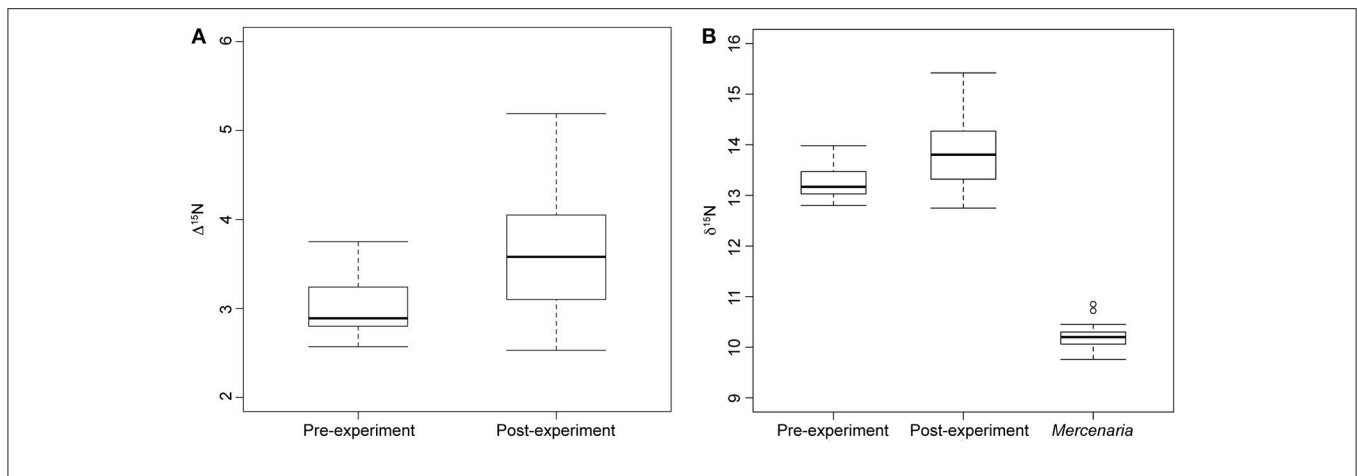 A
6
5
4
3
2
Δ¹⁵N
Pre-experiment
Post-experiment
B
16
15
14
13
12
11
10
9
δ¹⁵N
Pre-experiment
Post-experiment
Mercenaria